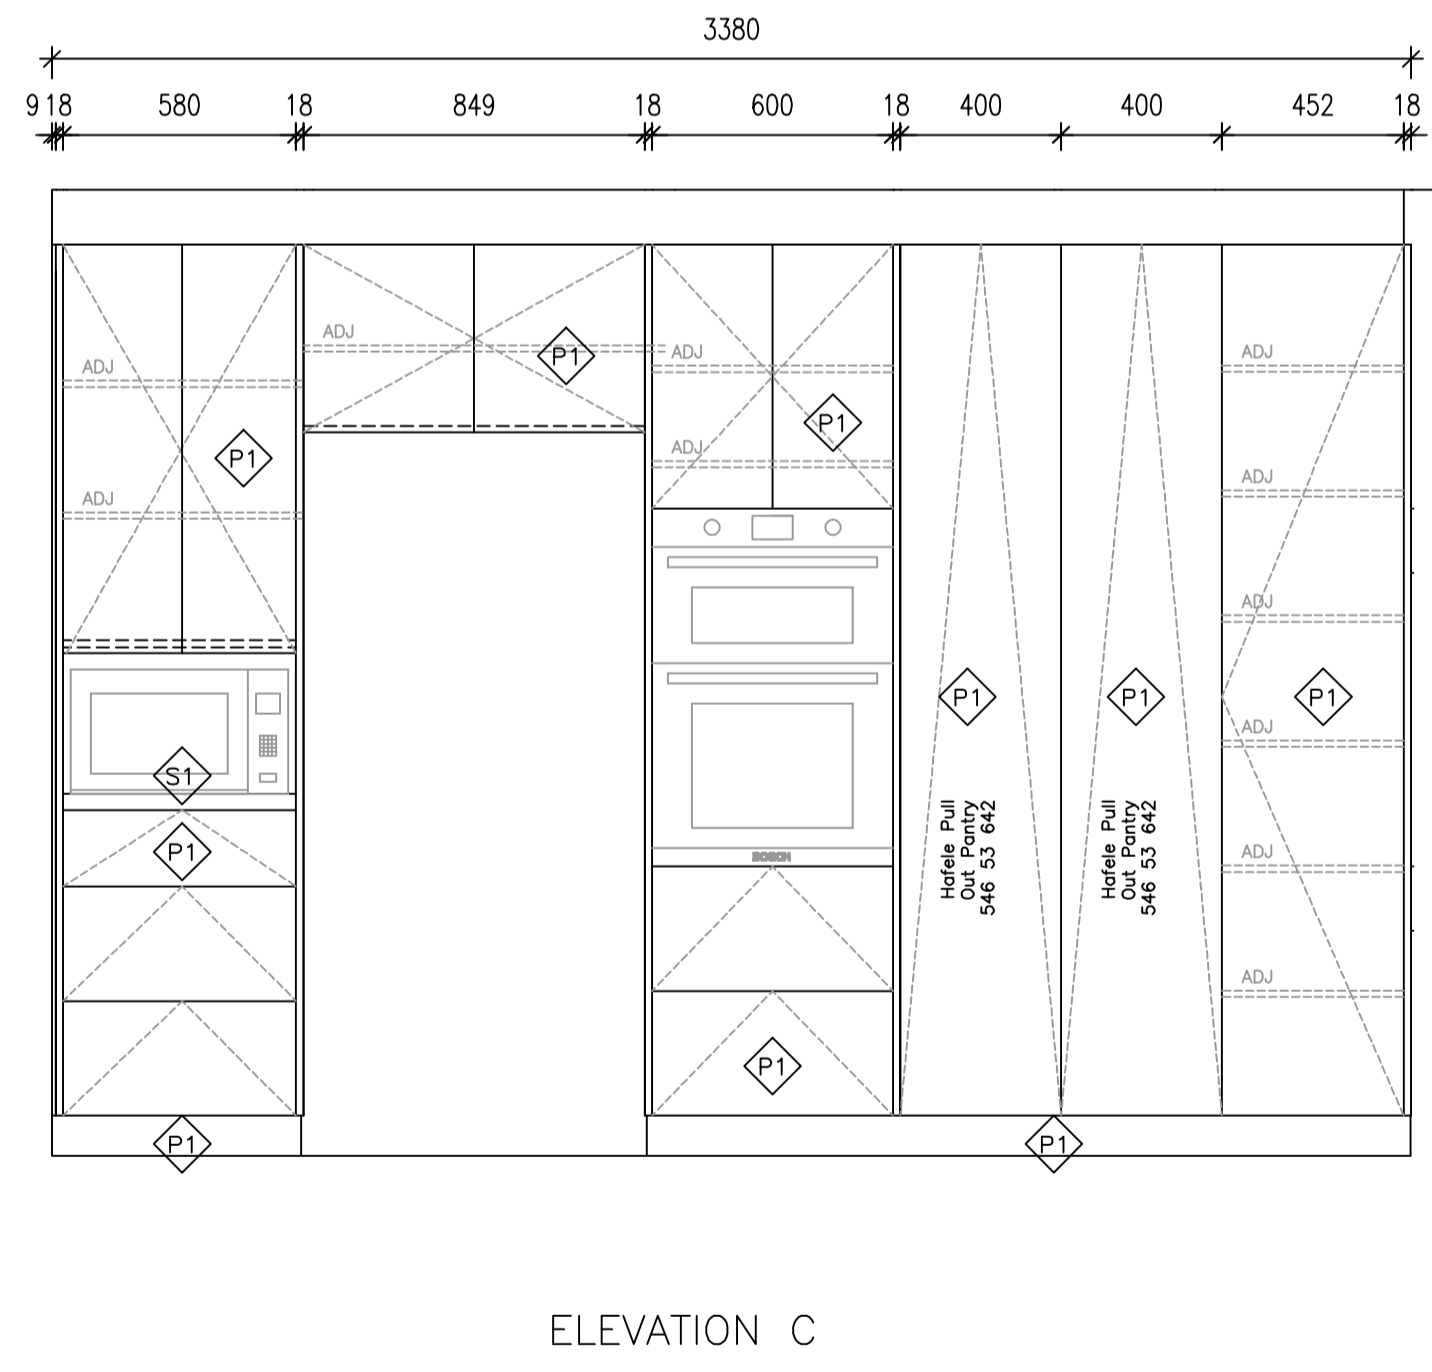 3380
9 18 580 18 849 18 600 18 400 400 452 18
ADJ
ADJ
ADJ
ADJ
P1
ADJ
P1
ADJ
P1
ADJ
ADJ
BOSCH
ADJ
P1
P1
P1
ADJ
S1
P1
Hafele Pull
Out Pantry
546 53 642
Hafele Pull
Out Pantry
546 53 642
ADJ
ADJ
P1
P1
P1
ELEVATION C